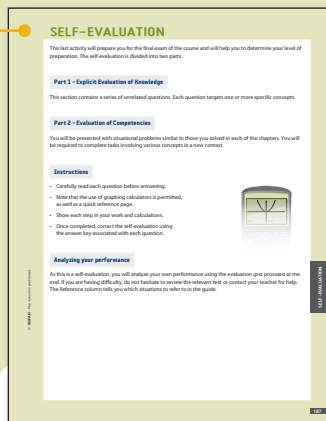 SELF-EVALUATION
This last activity will prepare you for the final exam of the course and will help you to determine your level of
preparation. The self-evaluation is divided into two parts.
Part 1 – Explicit Evaluation of Knowledge
This section contains a series of unrelated questions. Each question targets one or more specific concepts.
Part 2 – Evaluation of Competencies
You will be presented with situational problems similar to those you solved in each of the chapters. You will
be required to complete tasks involving various concepts in a new context.
Instructions
• Carefully read each question before answering.
• Note that the use of graphing calculators is permitted,
as well as a quick reference page.
• Show each step in your work and calculations.
• Once completed, correct the self-evaluation using
the answer key associated with each question.
Analyzing your performance
As this is a self-evaluation, you will analyze your own performance using the evaluation grid provided at the
end. If you are having difficulty, do not hesitate to review the relevant text or contact your teacher for help.
The Reference column tells you which situations to refer to in the guide.
SELF-EVALUATION
187